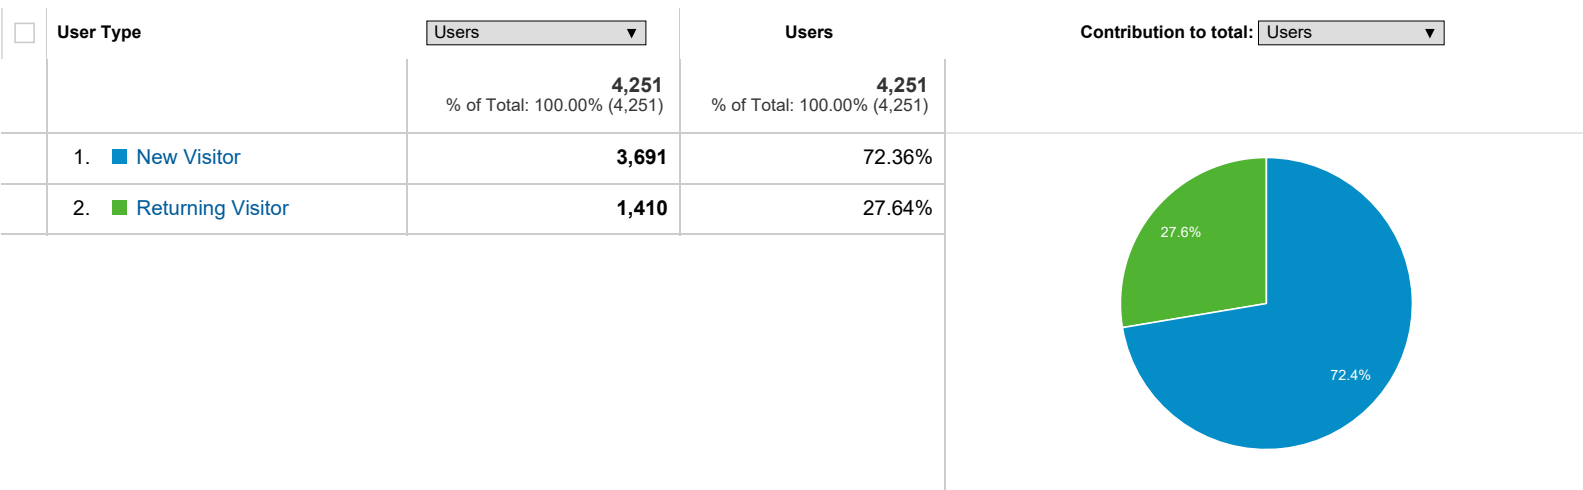 User Type Users ▼ Users Contribution to total: Users ▼
4,251 4,251
% of Total: 100.00% (4,251) % of Total: 100.00% (4,251)
1. New Visitor 3,691 72.36%
2. Returning Visitor 1,410 27.64%
27.6%
72.4%